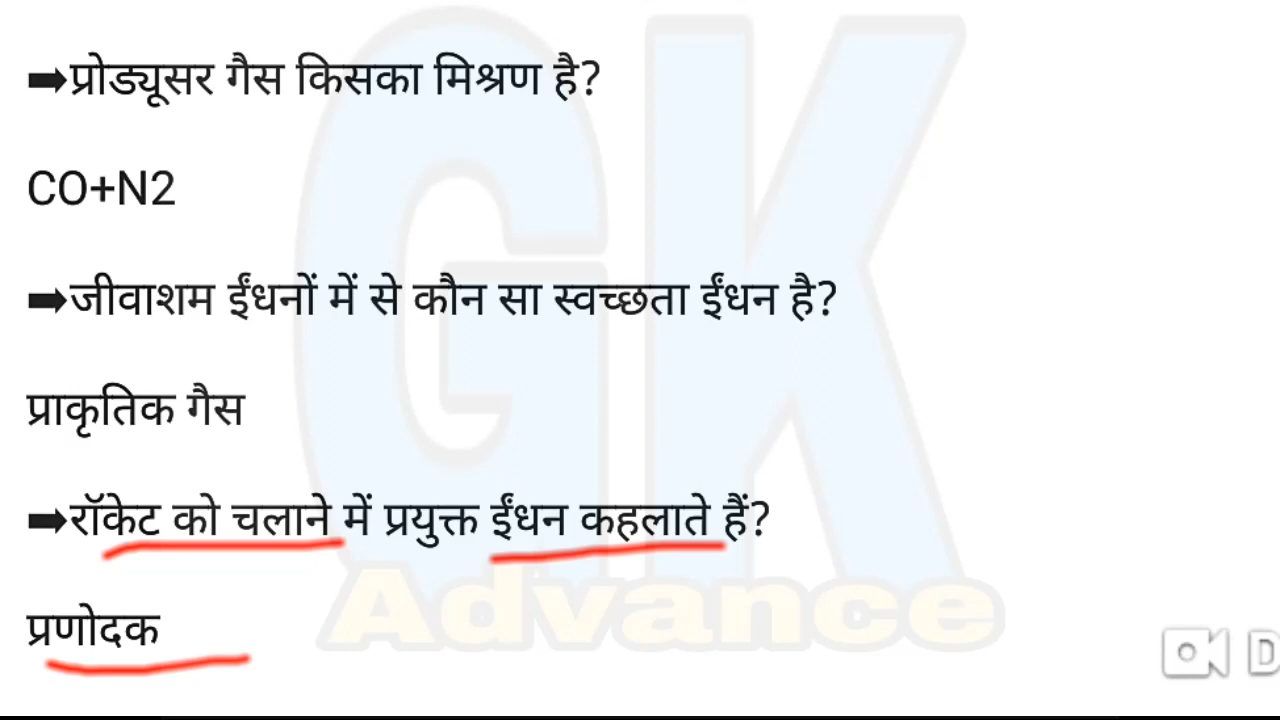 ➡प्रोड्यूसर गैस किसका मिश्रण है?
CO+N2
➡जीवाशम ईंधनों में से कौन सा स्वच्छता ईंधन है?
प्राकृतिक गैस
➡रॉकेट को चलाने में प्रयुक्त ईंधन कहलाते हैं?
प्रणोदक
GK
Advance
D